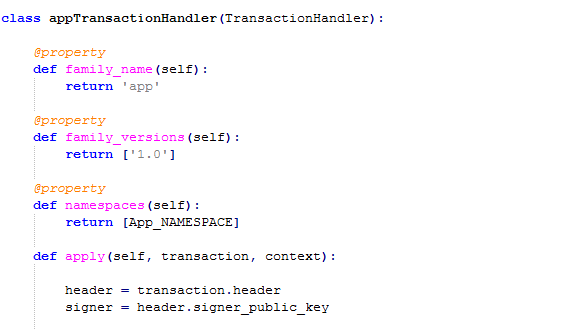 class appTransactionHandler(TransactionHandler):
@property
def family_name(self):
return 'app'
@property
def family_versions(self):
return ['1.0']
@property
def namespaces(self):
return [App_NAMESPACE]
def apply(self, transaction, context):
header = transaction.header
signer = header.signer_public_key